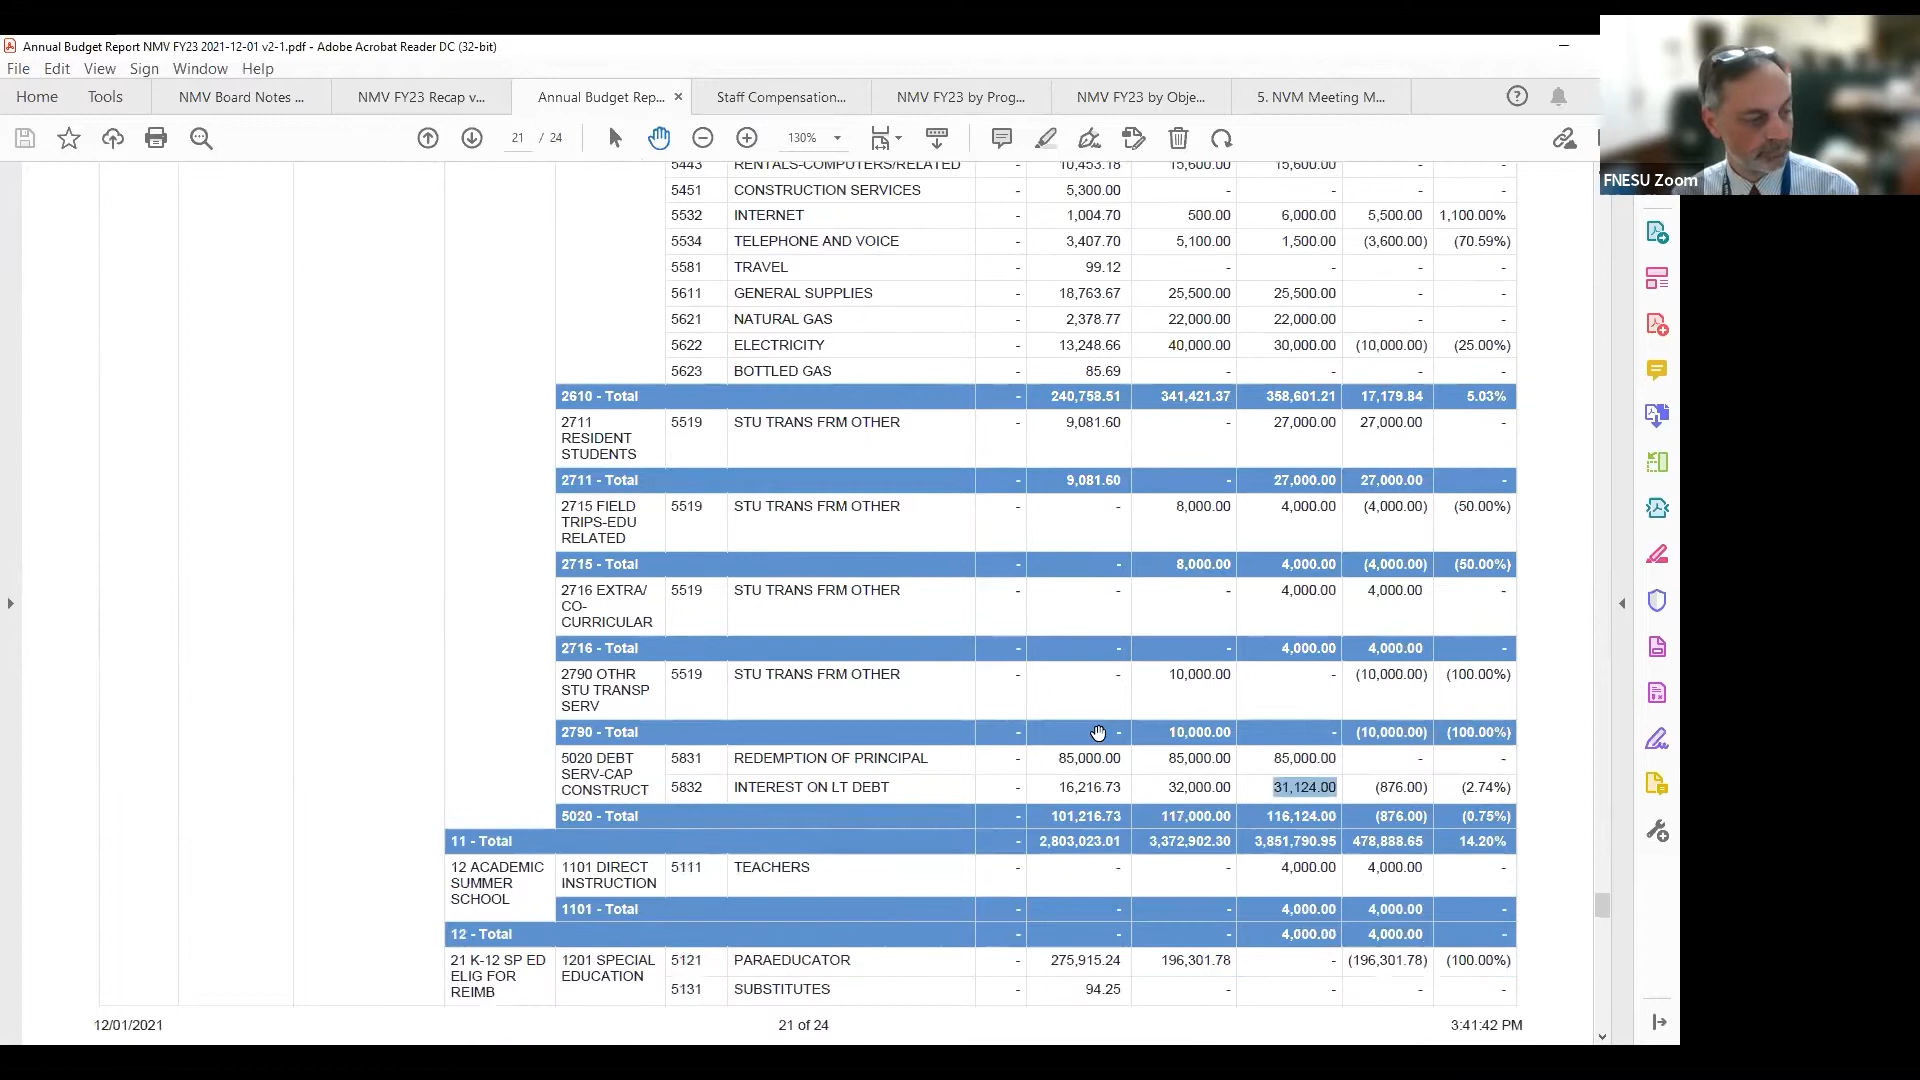 Annual Budget Report NMV FY23 2021-12-01 v2-1.pdf - Adobe Acrobat Reader DC (32-bit)
File Edit View Sign Window Help
Home Tools NMV Board Notes ... NMV FY23 Recap v... Annual Budget Rep... × Staff Compensation... NMV FY23 by Prog... NMV FY23 by Obje... 5. NVM Meeting M...
21 / 24 130%
FNESU Zoom
5443 RENTALS-COMPUTERS/RELATED - 10,453.18 15,600.00 15,600.00 - -
5451 CONSTRUCTION SERVICES - 5,300.00 - - - -
5532 INTERNET - 1,004.70 500.00 6,000.00 5,500.00 1,100.00%
5534 TELEPHONE AND VOICE - 3,407.70 5,100.00 1,500.00 (3,600.00) (70.59%)
5581 TRAVEL - 99.12 - - - -
5611 GENERAL SUPPLIES - 18,763.67 25,500.00 25,500.00 - -
5621 NATURAL GAS - 2,378.77 22,000.00 22,000.00 - -
5622 ELECTRICITY - 13,248.66 40,000.00 30,000.00 (10,000.00) (25.00%)
5623 BOTTLED GAS - 85.69 - - - -
2610 - Total - 240,758.51 341,421.37 358,601.21 17,179.84 5.03%
2711 5519 STU TRANS FRM OTHER - 9,081.60 - 27,000.00 27,000.00 -
RESIDENT
STUDENTS
2711 - Total - 9,081.60 - 27,000.00 27,000.00 -
2715 FIELD 5519 STU TRANS FRM OTHER - - 8,000.00 4,000.00 (4,000.00) (50.00%)
TRIPS-EDU
RELATED
2715 - Total - - 8,000.00 4,000.00 (4,000.00) (50.00%)
2716 EXTRA/ 5519 STU TRANS FRM OTHER - - - 4,000.00 4,000.00 -
CO-
CURRICULAR
2716 - Total - - - 4,000.00 4,000.00 -
2790 OTHR 5519 STU TRANS FRM OTHER - - 10,000.00 - (10,000.00) (100.00%)
STU TRANSP
SERV
2790 - Total - - 10,000.00 - (10,000.00) (100.00%)
5020 DEBT 5831 REDEMPTION OF PRINCIPAL - 85,000.00 85,000.00 85,000.00 - -
SERV-CAP
CONSTRUCT 5832 INTEREST ON LT DEBT - 16,216.73 32,000.00 31,124.00 (876.00) (2.74%)
5020 - Total - 101,216.73 117,000.00 116,124.00 (876.00) (0.75%)
11 - Total - 2,803,023.01 3,372,902.30 3,851,790.95 478,888.65 14.20%
12 ACADEMIC 1101 DIRECT 5111 TEACHERS - - - 4,000.00 4,000.00 -
SUMMER INSTRUCTION
SCHOOL
1101 - Total - - - 4,000.00 4,000.00 -
12 - Total - - - 4,000.00 4,000.00 -
21 K-12 SP ED 1201 SPECIAL 5121 PARAEDUCATOR - 275,915.24 196,301.78 - (196,301.78) (100.00%)
ELIG FOR EDUCATION
REIMB 5131 SUBSTITUTES - 94.25 - - - -
12/01/2021 21 of 24 3:41:42 PM